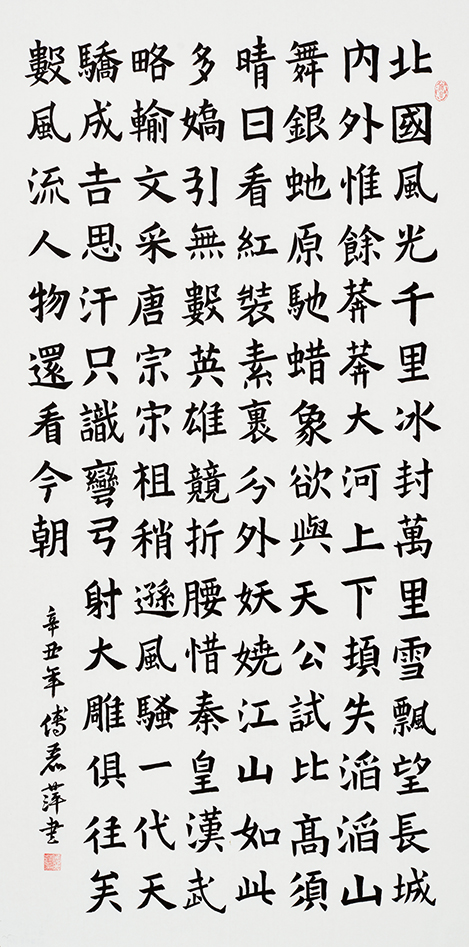 北國風光千里冰封萬里雪飄望長城
内外惟餘莽莽大河上下頓失滔滔山
舞銀虵原馳蜡象欲與天公試比高須
晴日看紅裝素裹分外妖嬈江山如此
多嬌引無數英雄競折腰惜秦皇漢武
略輸文采唐宗宋祖稍遜風騷一代天
驕成吉思汗只識彎弓射大雕俱往矣
數風流人物還看今朝
辛丑年傅萍書